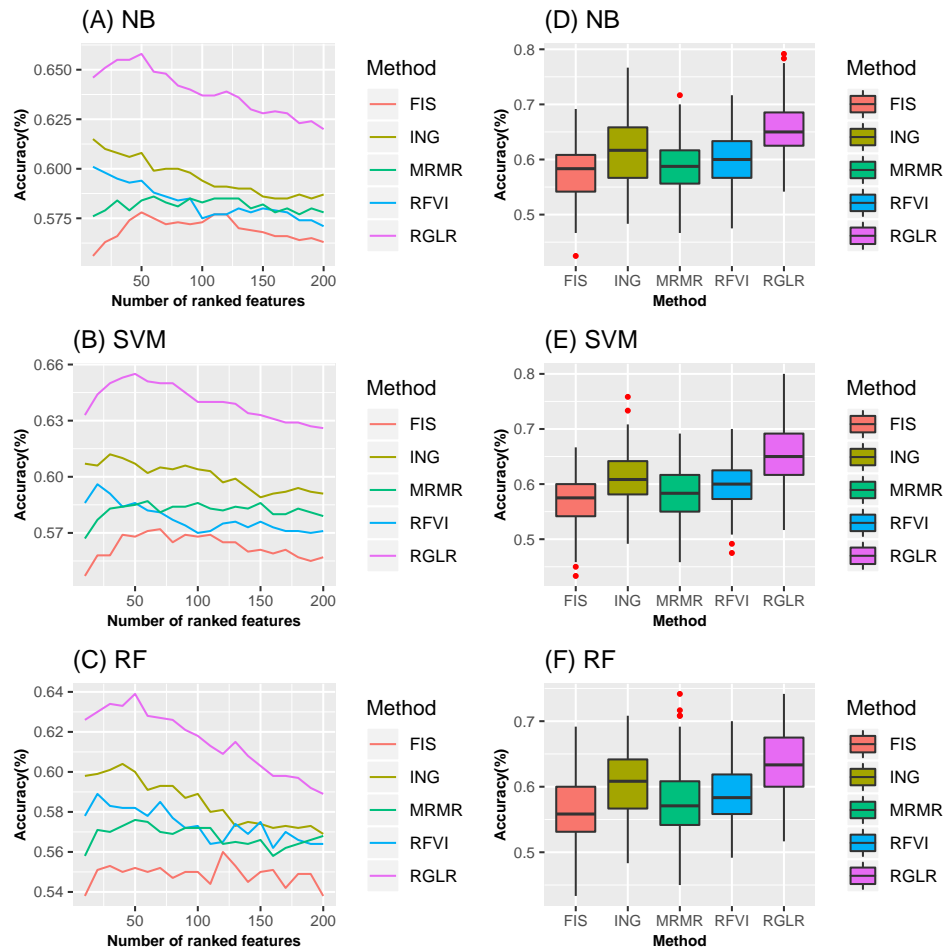 (A) NB
Accuracy(%)
0.650
0.625
0.600
0.575
50
100
150
200
Number of ranked features
Method
FIS
ING
MRMR
RFVI
RGLR
(D) NB
Accuracy(%)
0.8
0.7
0.6
0.5
FIS
ING
MRMR
RFVI
RGLR
Method
Method
FIS
ING
MRMR
RFVI
RGLR
(B) SVM
Accuracy(%)
0.66
0.63
0.60
0.57
50
100
150
200
Number of ranked features
Method
FIS
ING
MRMR
RFVI
RGLR
(E) SVM
Accuracy(%)
0.8
0.7
0.6
0.5
FIS
ING
MRMR
RFVI
RGLR
Method
Method
FIS
ING
MRMR
RFVI
RGLR
(C) RF
Accuracy(%)
0.64
0.62
0.60
0.58
0.56
0.54
50
100
150
200
Number of ranked features
Method
FIS
ING
MRMR
RFVI
RGLR
(F) RF
Accuracy(%)
0.7
0.6
0.5
FIS
ING
MRMR
RFVI
RGLR
Method
Method
FIS
ING
MRMR
RFVI
RGLR